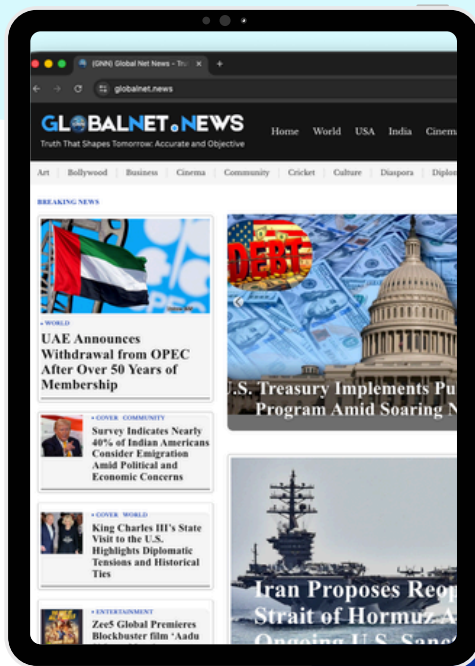 (GNN) Global Net News - Tru
globalnet.news
GLOBALNET.NEWS
Truth That Shapes Tomorrow: Accurate and Objective
Home World USA India Cinema
Art Bollywood Business Cinema Community Cricket Culture Diaspora Diplom
BREAKING NEWS
OPEC
• WORLD
UAE Announces
Withdrawal from OPEC
After Over 50 Years of
Membership
DEBT
U.S. Treasury Implements Pu
Program Amid Soaring N
• COVER COMMUNITY
Survey Indicates Nearly
40% of Indian Americans
Consider Emigration
Amid Political and
Economic Concerns
• COVER WORLD
King Charles III's State
Visit to the U.S.
Highlights Diplomatic
Tensions and Historical
Ties
• ENTERTAINMENT
Zee5 Global Premieres
Blockbuster film 'Aadu
Iran Proposes Reop
Strait of Hormuz A
Ongoing U.S. Sanc